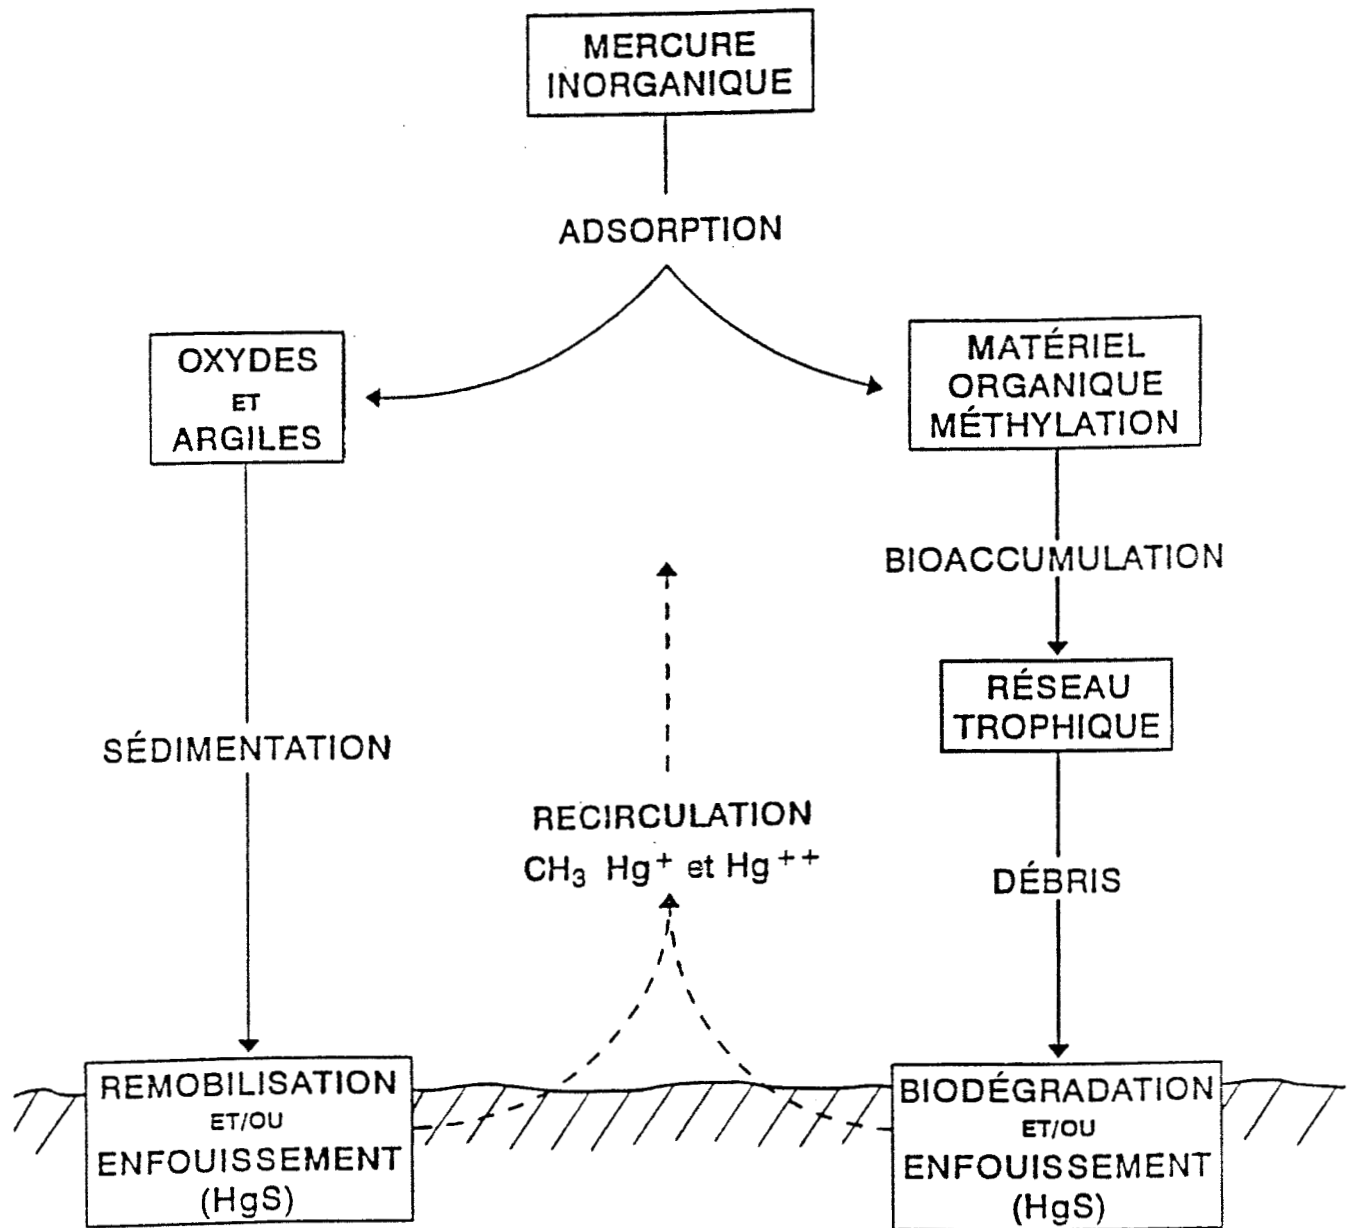 MERCURE
INORGANIQUE
ADSORPTION
OXYDES
ET
ARGILES
MATÉRIEL
ORGANIQUE
MÉTHYLATION
BIOACCUMULATION
RÉSEAU
TROPHIQUE
SÉDIMENTATION
RECIRCULATION
CH₃ Hg⁺ et Hg⁺⁺
DÉBRIS
REMOBILISATION
ET/OU
ENFOUISSEMENT
(HgS)
BIODÉGRADATION
ET/OU
ENFOUISSEMENT
(HgS)